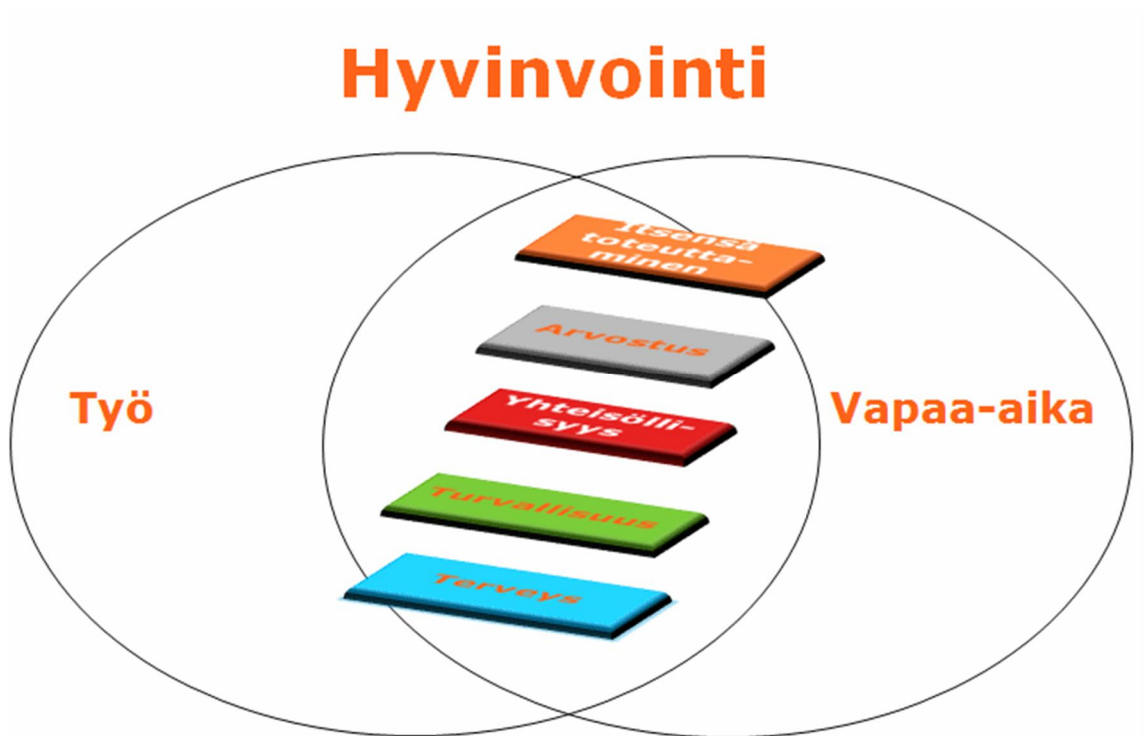 Hyvinvointi
Itsensä
toteutta-
minen
Arvostus
Työ
Vapaa-aika
Yhteisölli-
syys
Turvallisuus
Terveys